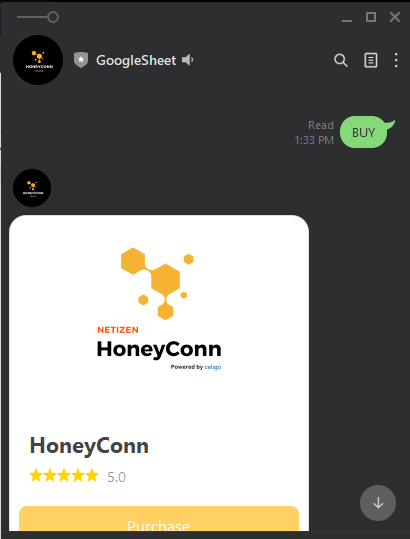 HONEYCONN
GoogleSheet
Read
1:33 PM
BUY
NETIZEN
HoneyConn
Powered by celigo
HoneyConn
5.0
Purchase